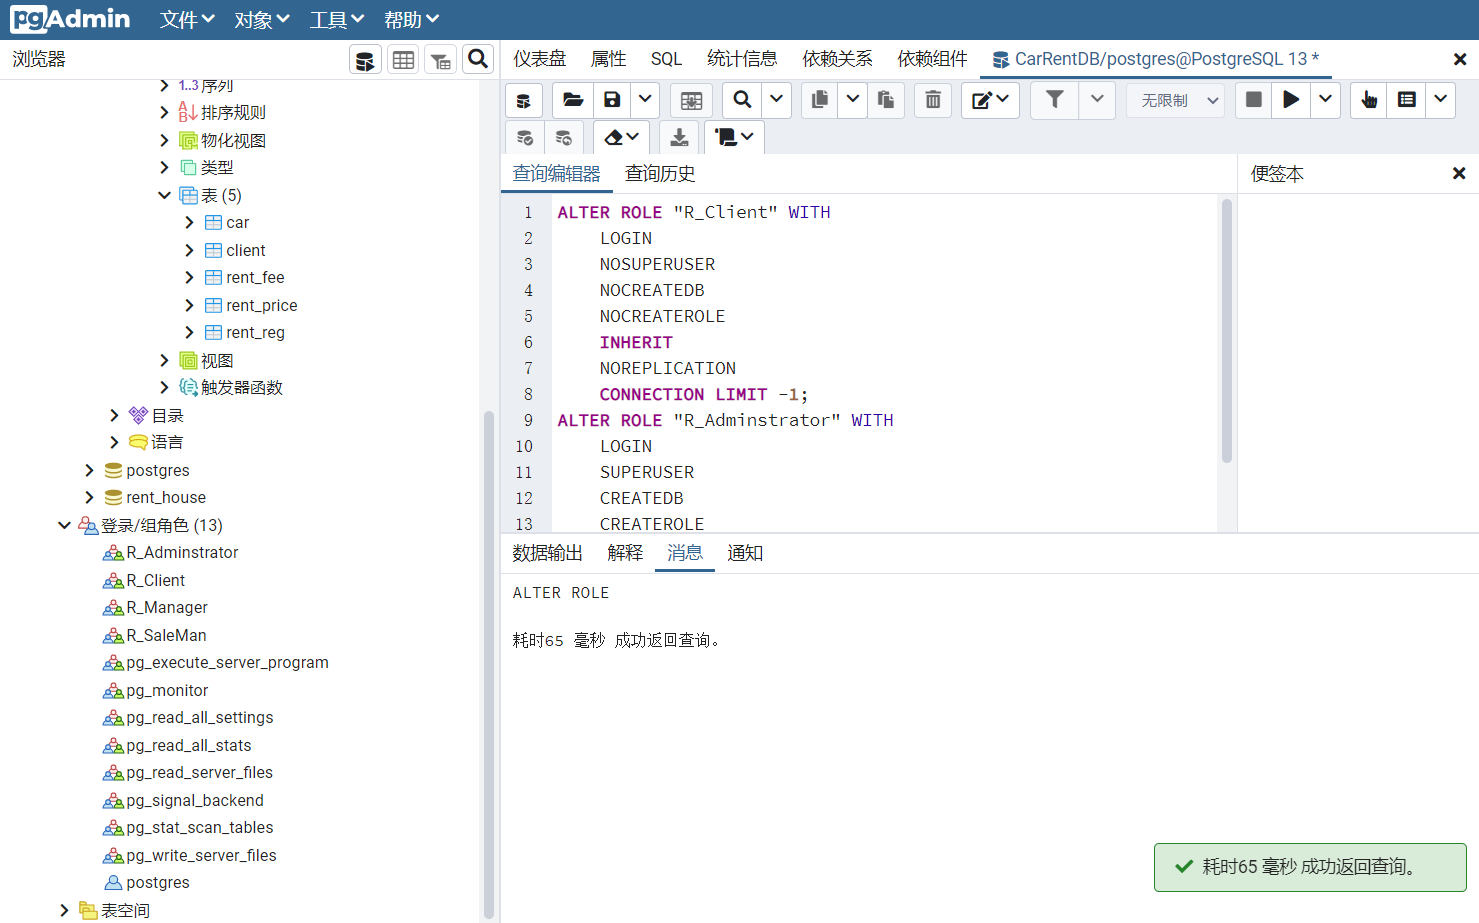 pgAdmin 文件 对象 工具 帮助
浏览器
仪表盘 属性 SQL 统计信息 依赖关系 依赖组件 CarRentDB/postgres@PostgreSQL 13 *
无限制
1..3 序列
排序规则
物化视图
类型
表 (5)
car
client
rent_fee
rent_price
rent_reg
视图
触发器函数
目录
语言
postgres
rent_house
登录/组角色 (13)
R_Adminstrator
R_Client
R_Manager
R_SaleMan
pg_execute_server_program
pg_monitor
pg_read_all_settings
pg_read_all_stats
pg_read_server_files
pg_signal_backend
pg_stat_scan_tables
pg_write_server_files
postgres
表空间
查询编辑器 查询历史
便签本
1 ALTER ROLE "R_Client" WITH
2 LOGIN
3 NOSUPERUSER
4 NOCREATEDB
5 NOCREATEROLE
6 INHERIT
7 NOREPLICATION
8 CONNECTION LIMIT -1;
9 ALTER ROLE "R_Adminstrator" WITH
10 LOGIN
11 SUPERUSER
12 CREATEDB
13 CREATEROLE
数据输出 解释 消息 通知
ALTER ROLE
耗时65 毫秒 成功返回查询。
耗时65 毫秒 成功返回查询。